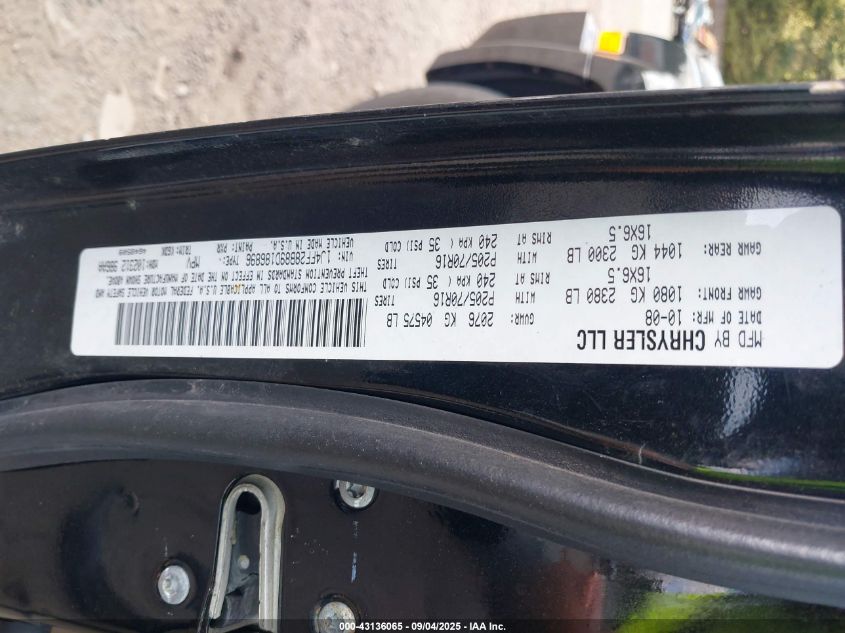 MFD BY CHRYSLER LLC
DATE OF MFR: 10-08 GVWR: 2076 KG 04575 LB
GAWR FRONT: 1080 KG 2380 LB WITH P205/70R16 TIRES
16X6.5 RIMS AT 240 KPA ( 35 PSI) COLD
GAWR REAR: 1044 KG 2300 LB WITH P205/70R16 TIRES
16X6.5 RIMS AT 240 KPA ( 35 PSI) COLD
THIS VEHICLE CONFORMS TO ALL APPLICABLE U.S.A. FEDERAL MOTOR VEHICLE SAFETY AND
THEFT PREVENTION STANDARDS IN EFFECT ON THE DATE OF MANUFACTURE SHOWN ABOVE.
VIN: 1J4FF28B89D186896 TYPE: MPV MDH: 102312
VEHICLE MADE IN U.S.A. PAINT: PXR TRIM:
000-43136065 - 09/04/2025 - IAA Inc.